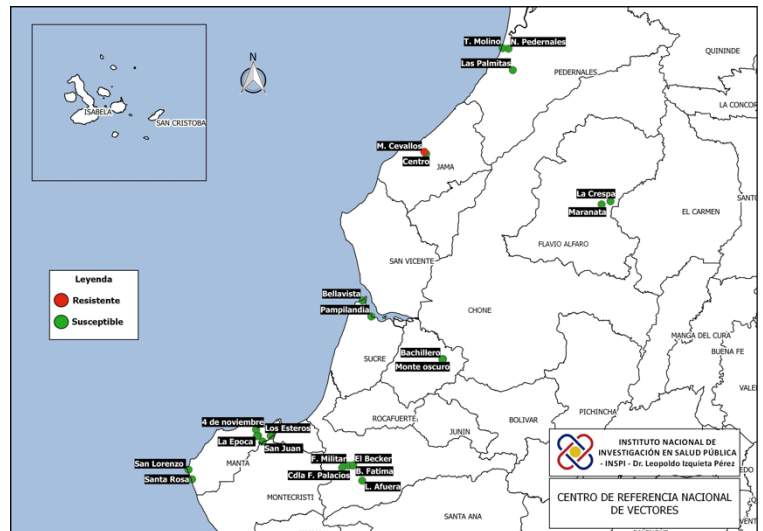 N
ISABELA
SAN CRISTOBA
T. Molino
N. Pedernales
Las Palmitas
QUININDE
PEDERNALES
LA CONCOR
M. Cevallos
Centro
JAMA
La Crespa
Maranata
EL CARMEN
SANTO
FLAVIO ALFARO
SAN VICENTE
Leyenda
Resistente
Susceptible
Bellavista
Pampilandia
CHONE
MANGA DEL CURA
BUENA FE
Bachillero
Monte oscuro
SUCRE
VALE
ROCAFUERTE
JUNIN
BOLIVAR
PICHINCHA
4 de noviembre
Los Esteros
La Epoca
San Juan
MANTA
San Lorenzo
Santa Rosa
F. Militar
El Becker
B. Fatima
Cdla F. Palacios
L. Afuera
MONTECRISTI
SANTA ANA
INSTITUTO NACIONAL DE
INVESTIGACIÓN EN SALUD PÚBLICA
- INSPI - Dr. Leopoldo Izquieta Pérez
CENTRO DE REFERENCIA NACIONAL
DE VECTORES